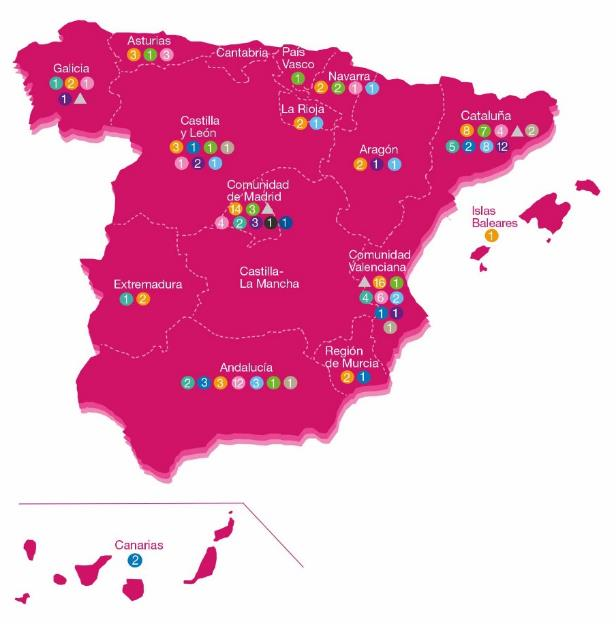 Asturias
3 1 3
Cantabria
País
Vasco
1
Galicia
1 2 1
1
Navarra
2 2 1 1
La Rioja
2 1
Castilla
y León
3 1 1 1
1 2 1
Cataluña
8 7 4 2
5 2 8 12
Aragón
2 1 1
Comunidad
de Madrid
14 3
4 2 3 1 1
Islas
Baleares
1
Comunidad
Valenciana
16 1
4 6 2
1 1
1
Extremadura
1 2
Castilla-
La Mancha
Región
de Murcia
2 1
Andalucía
2 3 3 12 3 1 1
Canarias
2